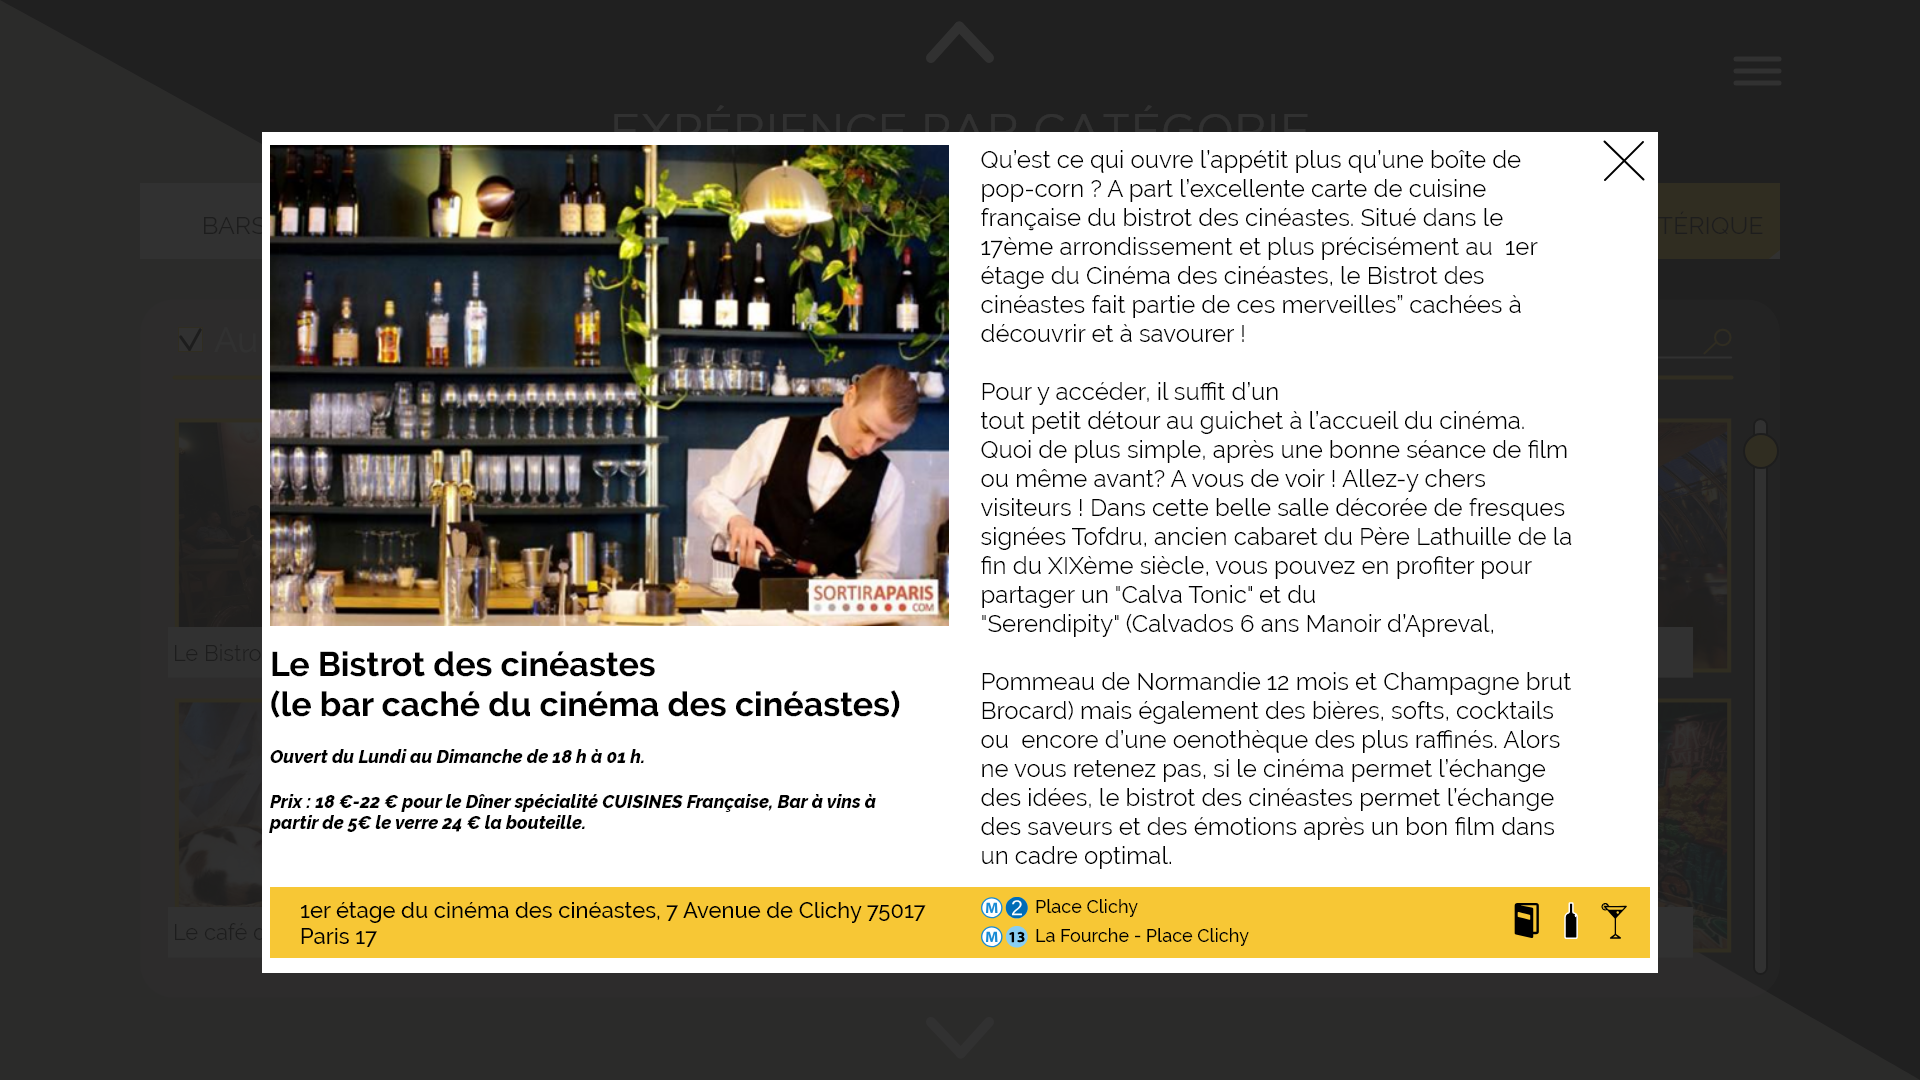 EXPÉRIENCE PAR CATÉGORIE
BARS
TÉRIQUE
Au
Le Bistro
Le café d
SORTIRAPARIS
COM
Le Bistrot des cinéastes
(le bar caché du cinéma des cinéastes)
Ouvert du Lundi au Dimanche de 18 h à 01 h.
Prix : 18 €-22 € pour le Dîner spécialité CUISINES Française, Bar à vins à
partir de 5€ le verre 24 € la bouteille.
Qu’est ce qui ouvre l’appétit plus qu’une boîte de
pop-corn ? A part l’excellente carte de cuisine
française du bistrot des cinéastes. Situé dans le
17ème arrondissement et plus précisément au  1er
étage du Cinéma des cinéastes, le Bistrot des
cinéastes fait partie de ces merveilles” cachées à
découvrir et à savourer !
Pour y accéder, il suffit d’un
tout petit détour au guichet à l’accueil du cinéma.
Quoi de plus simple, après une bonne séance de film
ou même avant? A vous de voir ! Allez-y chers
visiteurs ! Dans cette belle salle décorée de fresques
signées Tofdru, ancien cabaret du Père Lathuille de la
fin du XIXème siècle, vous pouvez en profiter pour
partager un "Calva Tonic" et du
"Serendipity" (Calvados 6 ans Manoir d’Apreval,
Pommeau de Normandie 12 mois et Champagne brut
Brocard) mais également des bières, softs, cocktails
ou  encore d’une oenothèque des plus raffinés. Alors
ne vous retenez pas, si le cinéma permet l’échange
des idées, le bistrot des cinéastes permet l’échange
des saveurs et des émotions après un bon film dans
un cadre optimal.
1er étage du cinéma des cinéastes, 7 Avenue de Clichy 75017
Paris 17
M 2 Place Clichy
M 13 La Fourche - Place Clichy